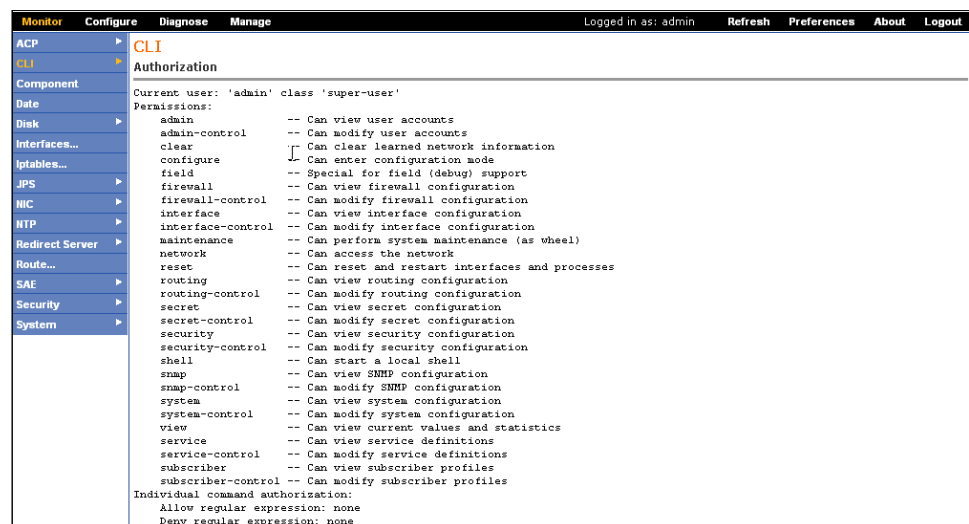 Monitor Configure Diagnose Manage Logged in as: admin Refresh Preferences About Logout
ACP
CLI
Component
Date
Disk
Interfaces...
Iptables...
JPS
NIC
NTP
Redirect Server
Route...
SAE
Security
System
CLI
Authorization
Current user: 'admin' class 'super-user'
Permissions:
admin -- Can view user accounts
admin-control -- Can modify user accounts
clear -- Can clear learned network information
configure -- Can enter configuration mode
field -- Special for field (debug) support
firewall -- Can view firewall configuration
firewall-control -- Can modify firewall configuration
interface -- Can view interface configuration
interface-control -- Can modify interface configuration
maintenance -- Can perform system maintenance (as wheel)
network -- Can access the network
reset -- Can reset and restart interfaces and processes
routing -- Can view routing configuration
routing-control -- Can modify routing configuration
secret -- Can view secret configuration
secret-control -- Can modify secret configuration
security -- Can view security configuration
security-control -- Can modify security configuration
shell -- Can start a local shell
snmp -- Can view SNMP configuration
snmp-control -- Can modify SNMP configuration
system -- Can view system configuration
system-control -- Can modify system configuration
view -- Can view current values and statistics
service -- Can view service definitions
service-control -- Can modify service definitions
subscriber -- Can view subscriber profiles
subscriber-control -- Can modify subscriber profiles
Individual command authorization:
Allow regular expression: none
Deny regular expression: none